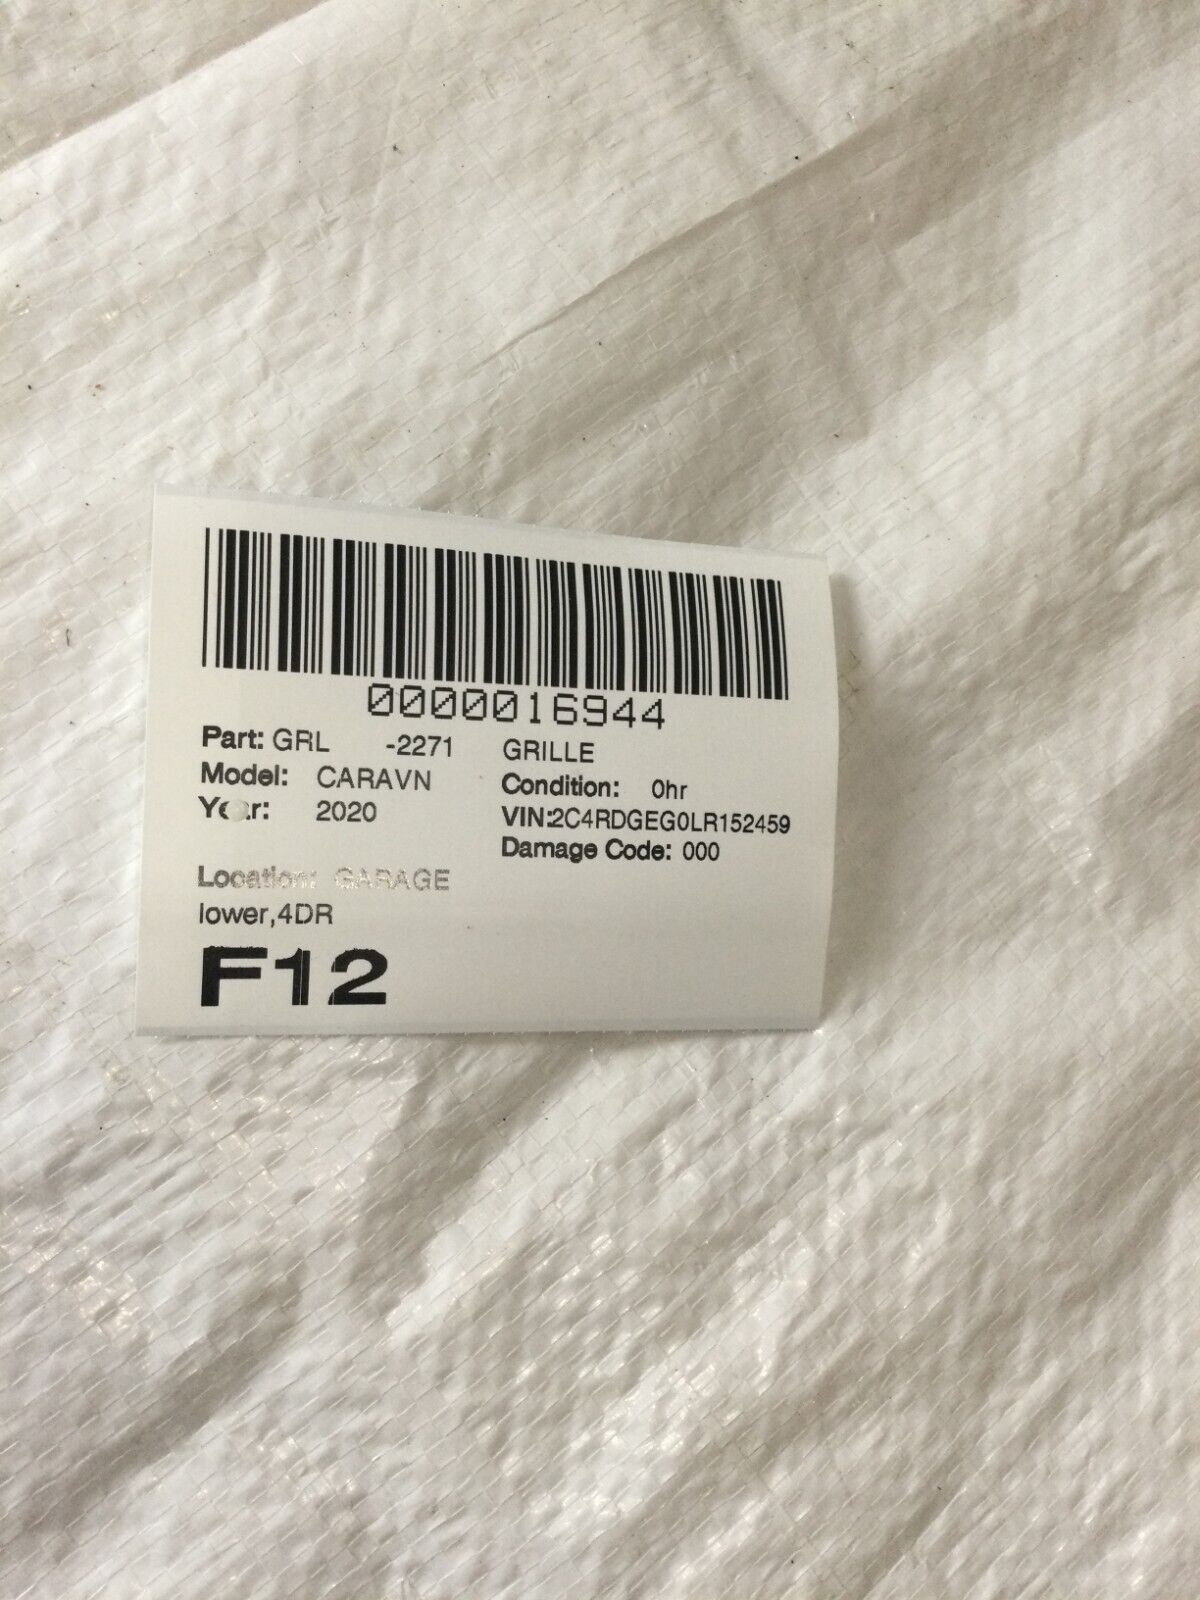 0000016944
Part: GRL -2271 GRILLE
Model: CARAVN Condition: 0hr
Year: 2020 VIN:2C4RDGEG0LR152459
Damage Code: 000
Location: GARAGE
lower,4DR
F12